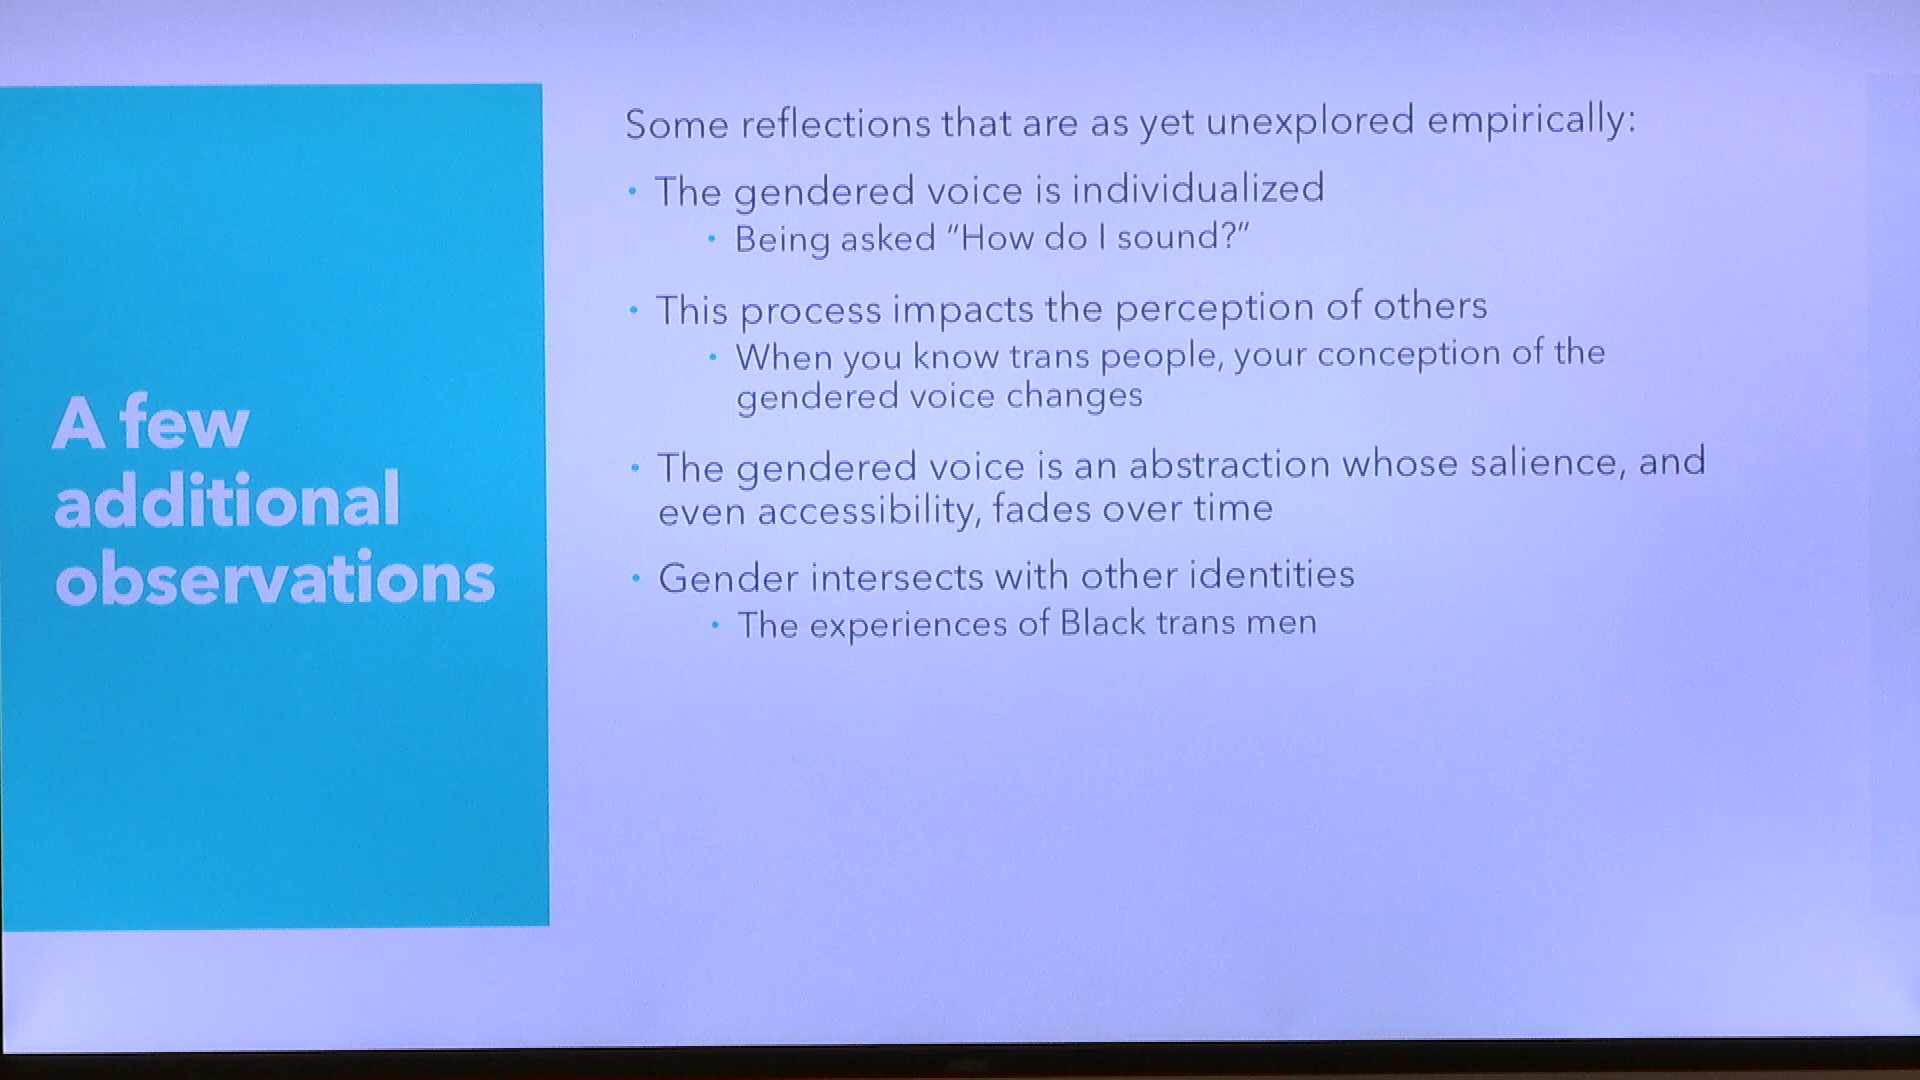 A few
additional
observations
Some reflections that are as yet unexplored empirically:
• The gendered voice is individualized
• Being asked “How do I sound?”
• This process impacts the perception of others
• When you know trans people, your conception of the
gendered voice changes
• The gendered voice is an abstraction whose salience, and
even accessibility, fades over time
• Gender intersects with other identities
• The experiences of Black trans men